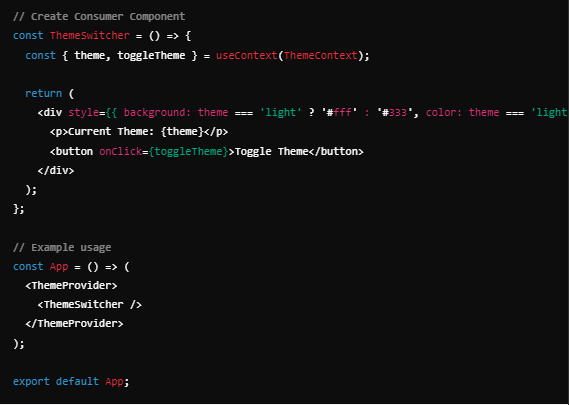 // Create Consumer Component
const ThemeSwitcher = () => {
  const { theme, toggleTheme } = useContext(ThemeContext);

  return (
    <div style={{ background: theme === 'light' ? '#fff' : '#333', color: theme === 'light
      <p>Current Theme: {theme}</p>
      <button onClick={toggleTheme}>Toggle Theme</button>
    </div>
  );
};

// Example usage
const App = () => (
  <ThemeProvider>
    <ThemeSwitcher />
  </ThemeProvider>
);

export default App;